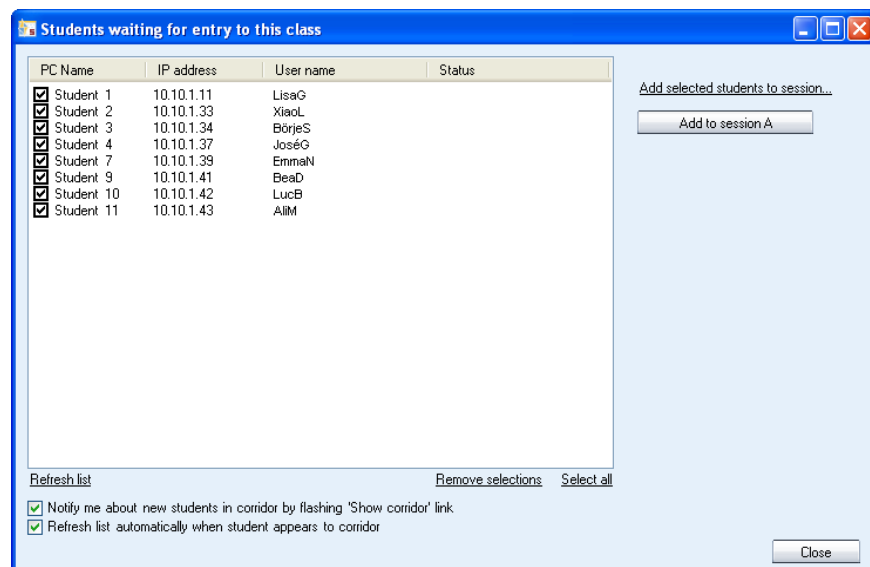 Students waiting for entry to this class
PC Name IP address User name Status
Student 1 10.10.1.11 LisaG
Student 2 10.10.1.33 XiaoL
Student 3 10.10.1.34 BörjeS
Student 4 10.10.1.37 JoséG
Student 7 10.10.1.39 EmmaN
Student 9 10.10.1.41 BeaD
Student 10 10.10.1.42 LucB
Student 11 10.10.1.43 AliM
Add selected students to session...
Add to session A
Refresh list Remove selections Select all
Notify me about new students in corridor by flashing 'Show corridor' link
Refresh list automatically when student appears to corridor
Close